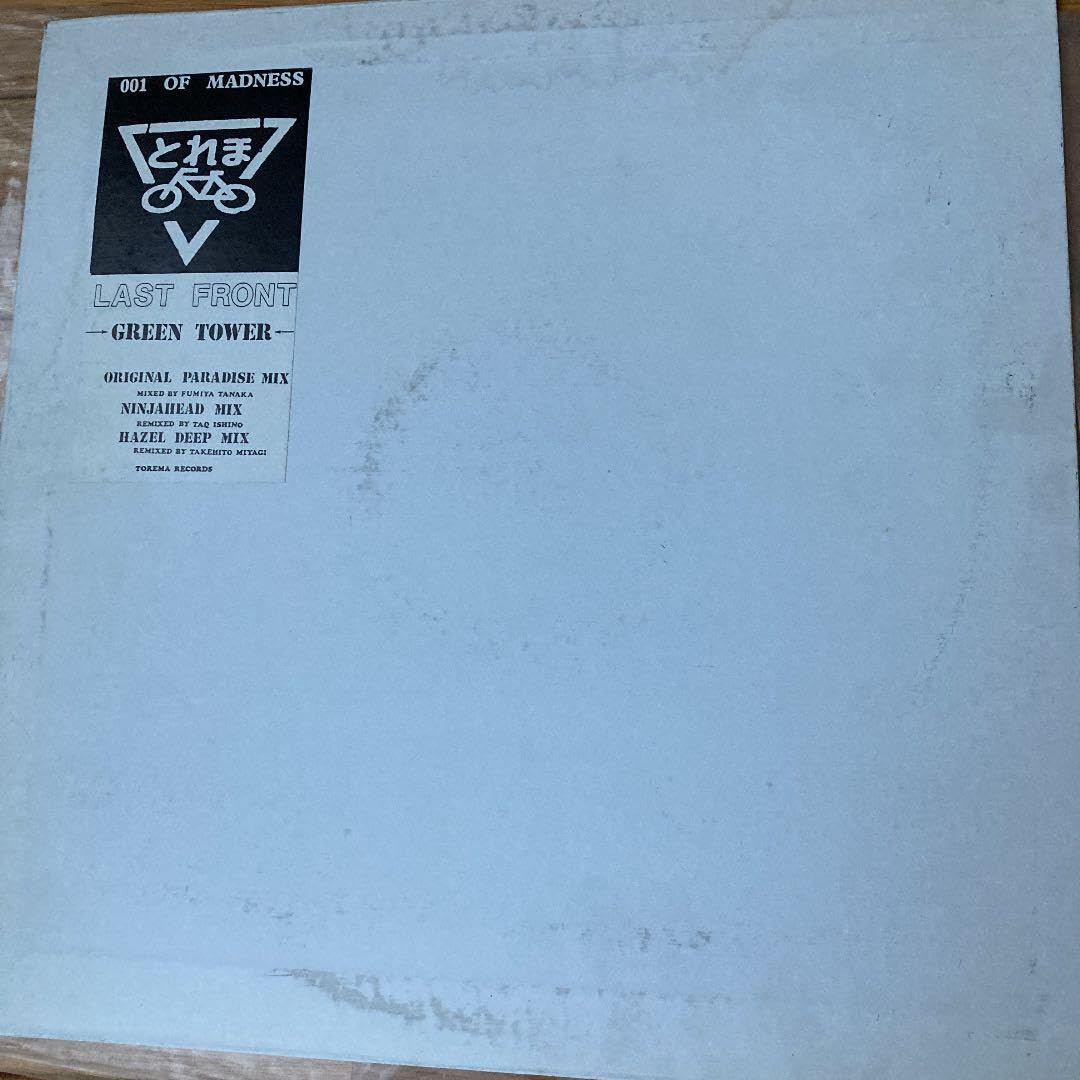 001 OF MADNESS
とれま
LAST FRONT
→GREEN TOWER←
ORIGINAL PARADISE MIX
MIXED BY FUMIYA TANAKA
NINJAHEAD MIX
REMIXED BY TAQ ISHINO
HAZEL DEEP MIX
REMIXED BY TAKEHITO MIYAGI
TOREMA RECORDS